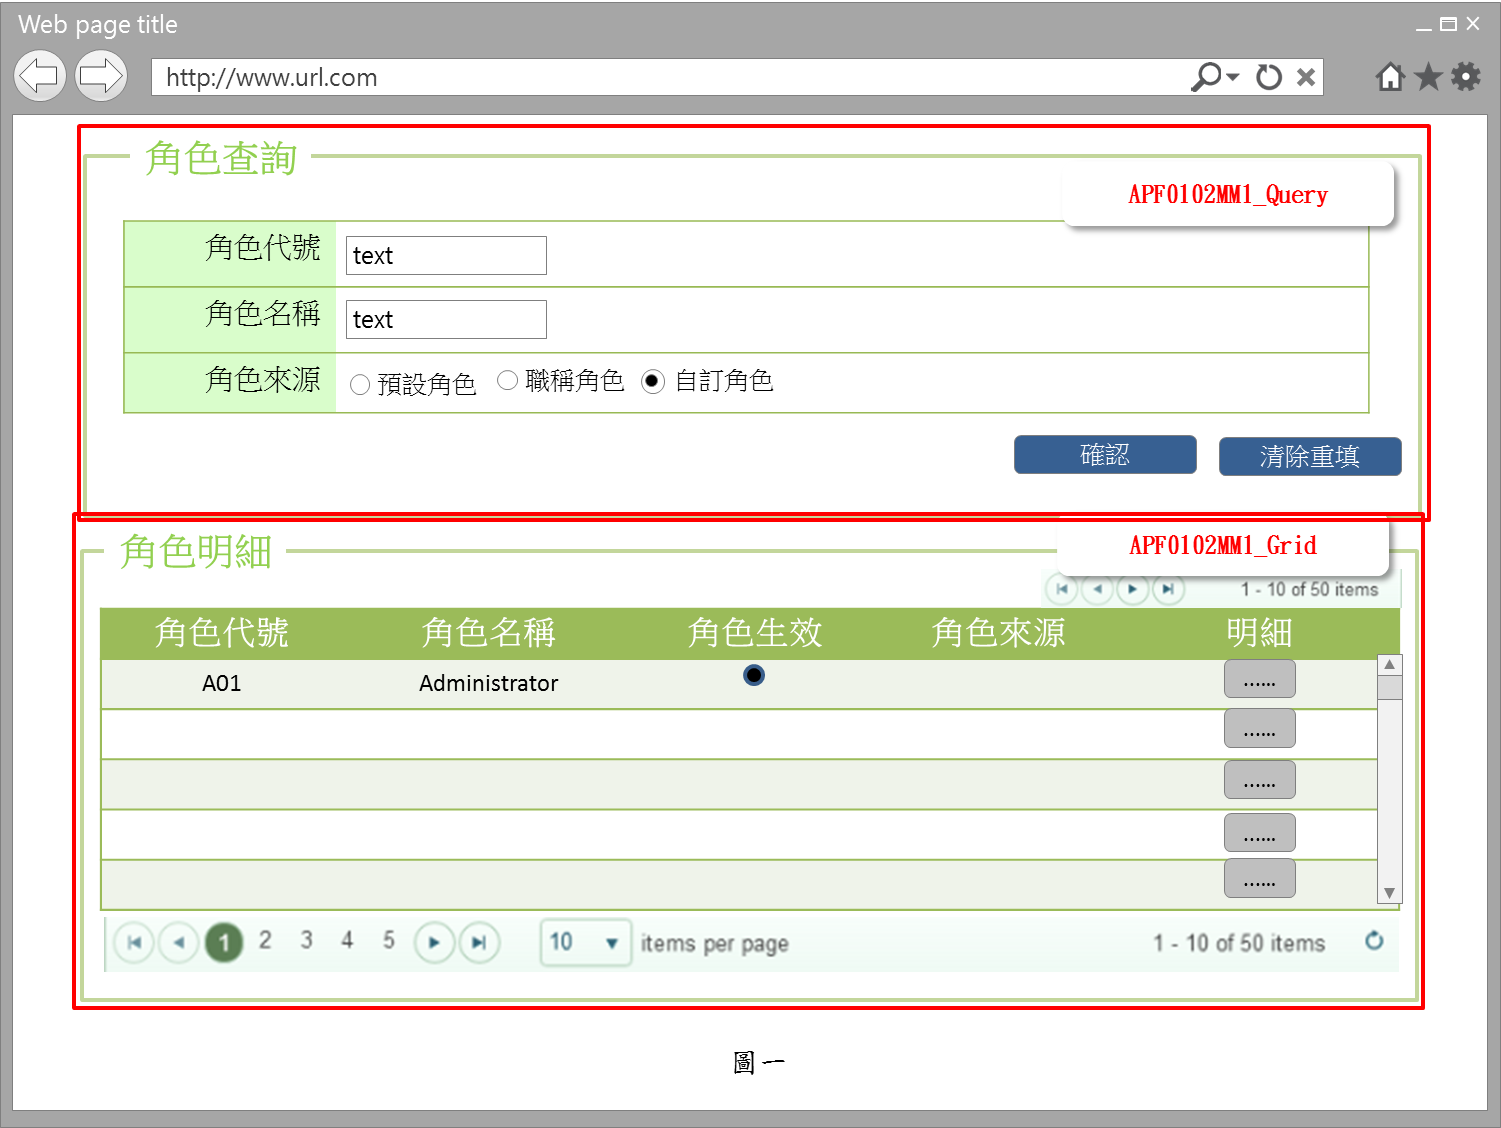 Web page title
http://www.url.com
角色查詢
APF0102MM1_Query
角色代號 text
角色名稱 text
角色來源 預設角色 職稱角色 自訂角色
確認 清除重填
角色明細
APF0102MM1_Grid
1 - 10 of 50 items
角色代號 角色名稱 角色生效 角色來源 明細
A01 Administrator ......
......
......
......
......
1 2 3 4 5 10 items per page 1 - 10 of 50 items
圖一